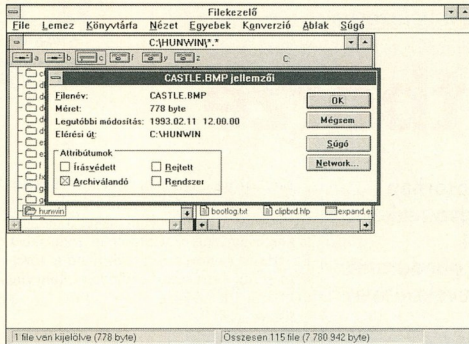 Filekezelő
File Lemez Könyvtárfa Nézet Egyebek Konverzió Ablak Súgó
C:\HUNWIN\*.*
a b c f y z C:
CASTLE.BMP jellemzői
Filenév: CASTLE.BMP
Méret: 778 byte
Legutóbbi módosítás: 1993.02.11 12.00.00
Elérési út: C:\HUNWIN
Attribútumok
Írásvédett Rejtett
Archiválandó Rendszer
OK
Mégsem
Súgó
Network...
hunwin bootlog.txt clipbrd.hlp expand.ex
1 file van kijelölve (778 byte) Összesen 115 file (7 780 942 byte)